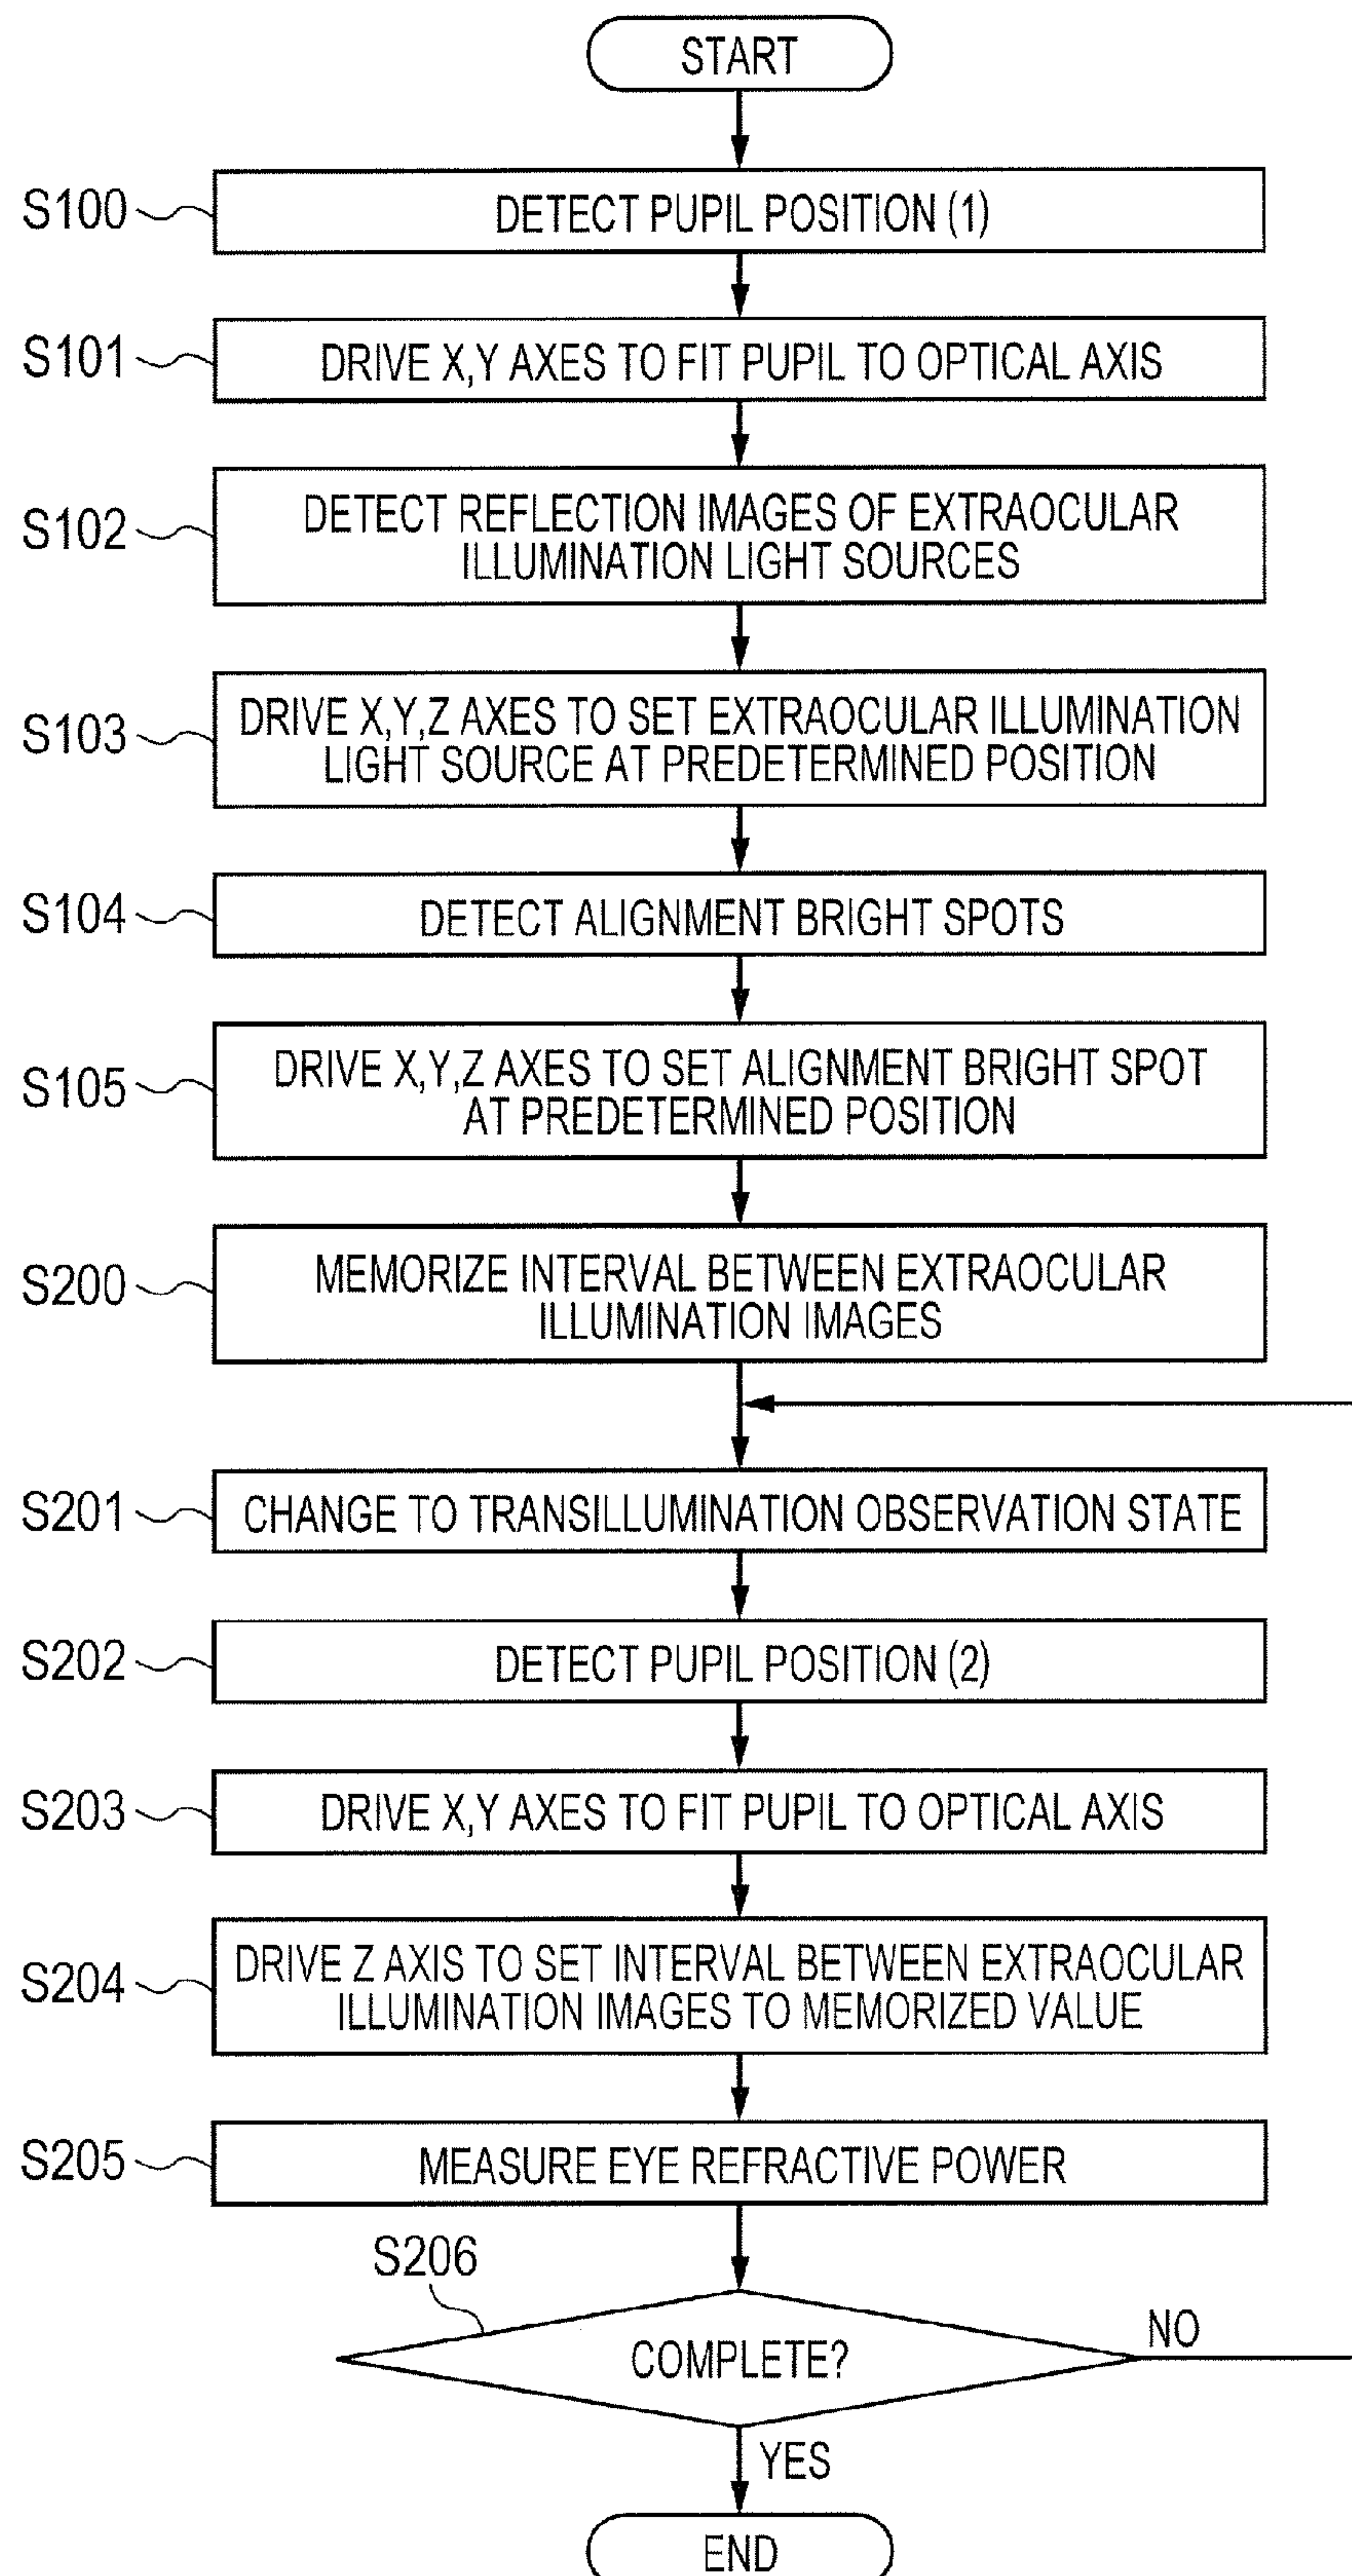 START
S100
DETECT PUPIL POSITION (1)
S101
DRIVE X,Y AXES TO FIT PUPIL TO OPTICAL AXIS
S102
DETECT REFLECTION IMAGES OF EXTRAOCULAR
ILLUMINATION LIGHT SOURCES
S103
DRIVE X,Y,Z AXES TO SET EXTRAOCULAR ILLUMINATION
LIGHT SOURCE AT PREDETERMINED POSITION
S104
DETECT ALIGNMENT BRIGHT SPOTS
S105
DRIVE X,Y,Z AXES TO SET ALIGNMENT BRIGHT SPOT
AT PREDETERMINED POSITION
S200
MEMORIZE INTERVAL BETWEEN EXTRAOCULAR
ILLUMINATION IMAGES
S201
CHANGE TO TRANSILLUMINATION OBSERVATION STATE
S202
DETECT PUPIL POSITION (2)
S203
DRIVE X,Y AXES TO FIT PUPIL TO OPTICAL AXIS
S204
DRIVE Z AXIS TO SET INTERVAL BETWEEN EXTRAOCULAR
ILLUMINATION IMAGES TO MEMORIZED VALUE
S205
MEASURE EYE REFRACTIVE POWER
S206
COMPLETE?
NO
YES
END